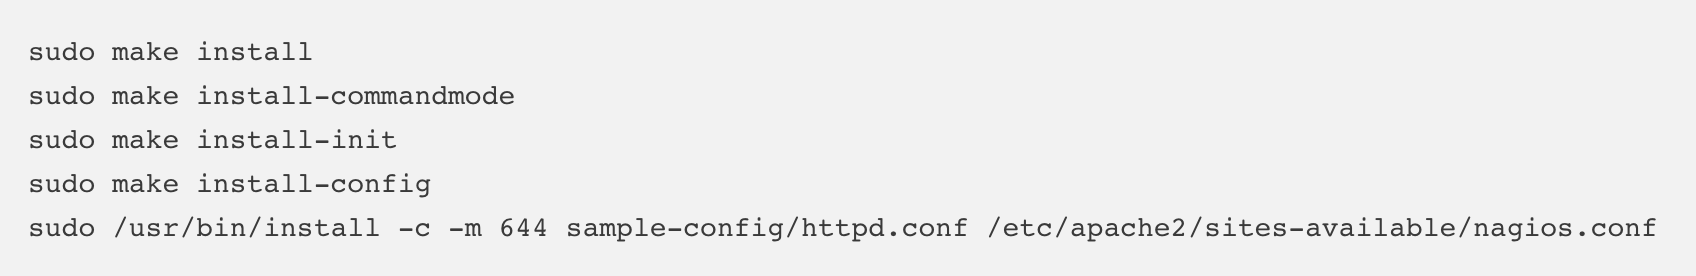 sudo make install
sudo make install-commandmode
sudo make install-init
sudo make install-config
sudo /usr/bin/install -c -m 644 sample-config/httpd.conf /etc/apache2/sites-available/nagios.conf